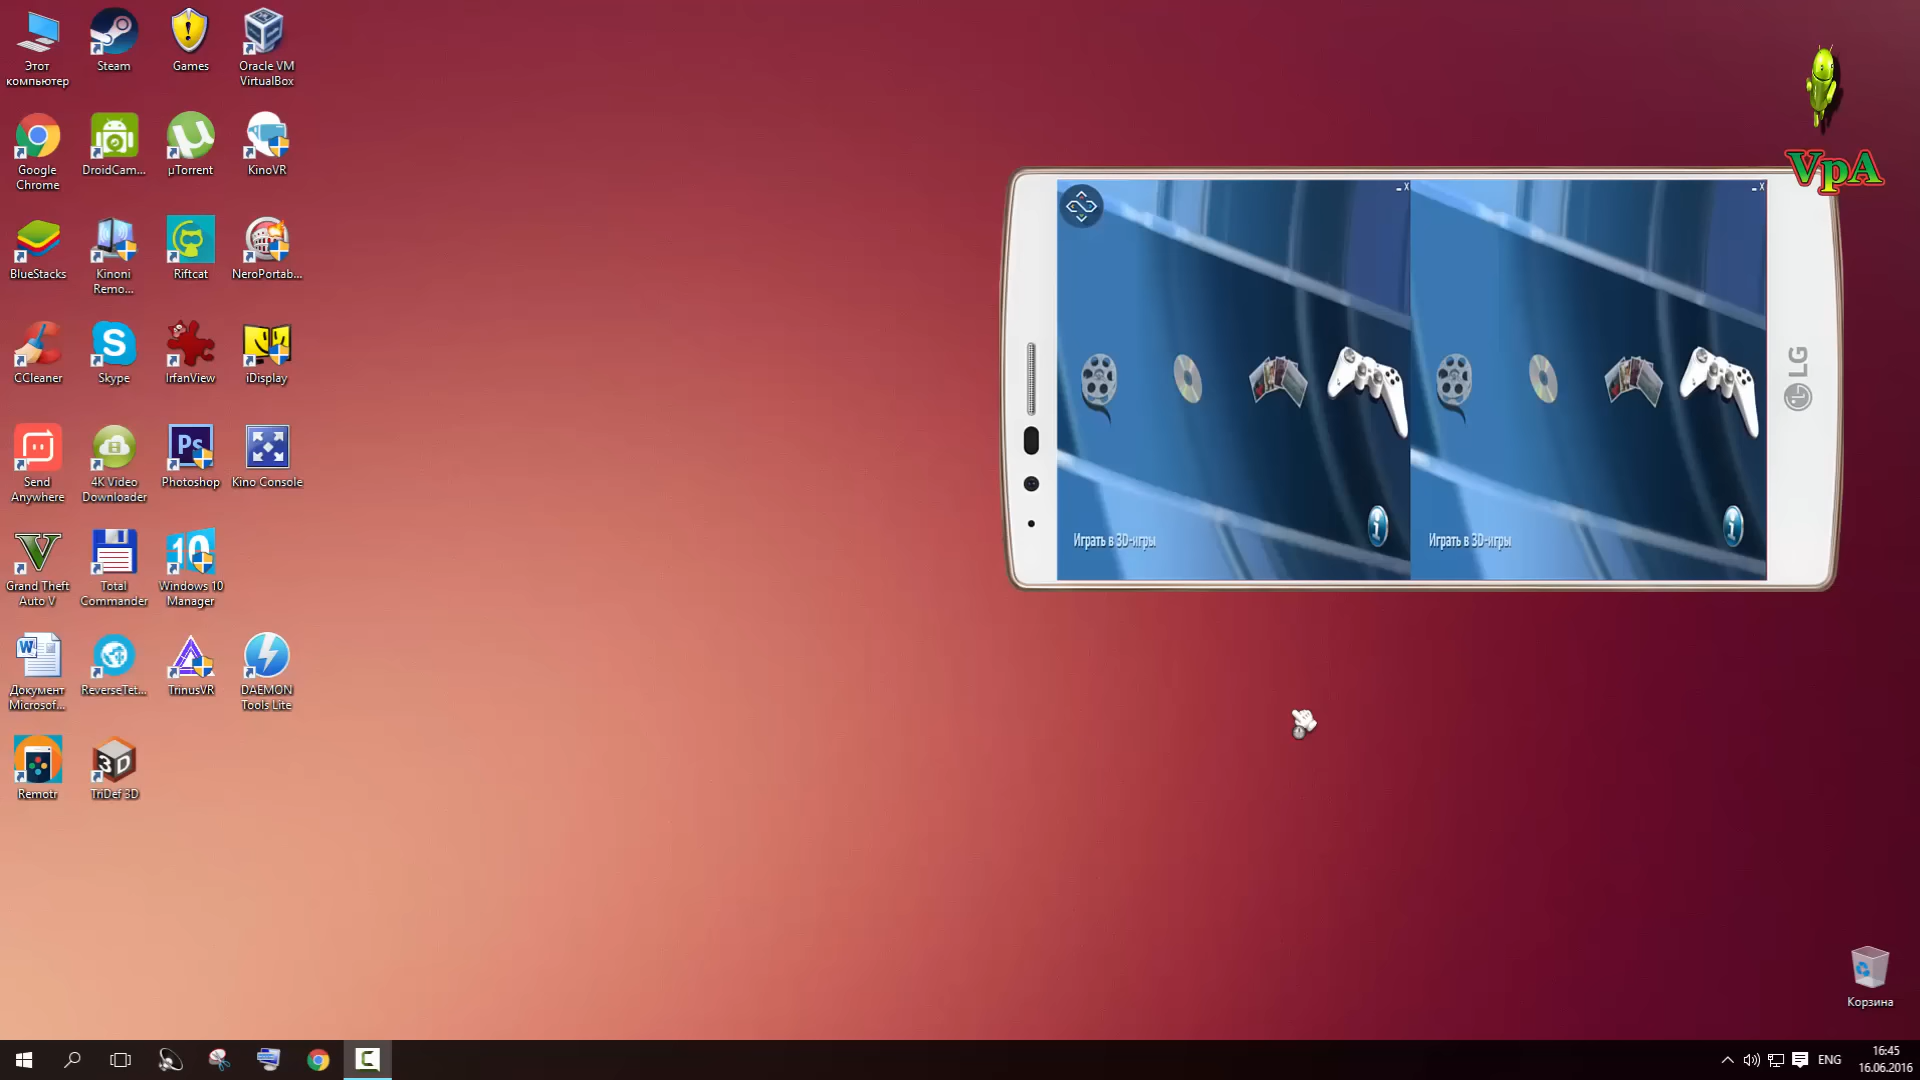 Этот
компьютер
Steam
Games
Oracle VM
VirtualBox
Google
Chrome
DroidCam...
µTorrent
KinoVR
BlueStacks
Kinoni
Remo...
Riftcat
NeroPortab...
CCleaner
Skype
IrfanView
iDisplay
Send
Anywhere
4K Video
Downloader
Ps
Photoshop
Kino Console
Grand Theft
Auto V
Total
Commander
10
Windows 10
Manager
Документ
Microsof...
ReverseTet...
TrinusVR
DAEMON
Tools Lite
Remotr
3D
TriDef 3D
VpA
LG
Играть в 3D-игры
Играть в 3D-игры
Корзина
ENG
16:45
16.06.2016